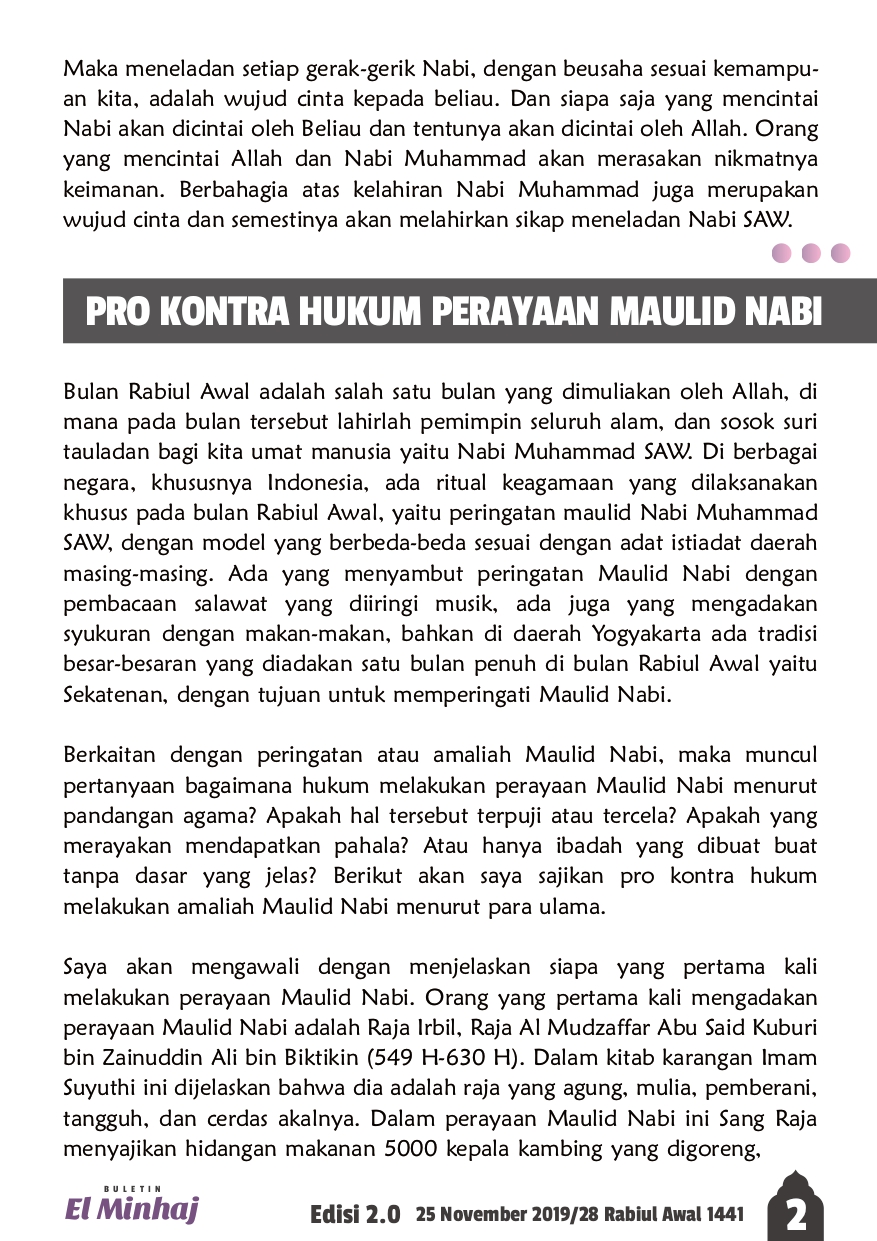 Maka meneladan setiap gerak-gerik Nabi, dengan beusaha sesuai kemampu-
an kita, adalah wujud cinta kepada beliau. Dan siapa saja yang mencintai
Nabi akan dicintai oleh Beliau dan tentunya akan dicintai oleh Allah. Orang
yang mencintai Allah dan Nabi Muhammad akan merasakan nikmatnya
keimanan. Berbahagia atas kelahiran Nabi Muhammad juga merupakan
wujud cinta dan semestinya akan melahirkan sikap meneladan Nabi SAW.
PRO KONTRA HUKUM PERAYAAN MAULID NABI
Bulan Rabiul Awal adalah salah satu bulan yang dimuliakan oleh Allah, di
mana pada bulan tersebut lahirlah pemimpin seluruh alam, dan sosok suri
tauladan bagi kita umat manusia yaitu Nabi Muhammad SAW. Di berbagai
negara, khususnya Indonesia, ada ritual keagamaan yang dilaksanakan
khusus pada bulan Rabiul Awal, yaitu peringatan maulid Nabi Muhammad
SAW, dengan model yang berbeda-beda sesuai dengan adat istiadat daerah
masing-masing. Ada yang menyambut peringatan Maulid Nabi dengan
pembacaan salawat yang diiringi musik, ada juga yang mengadakan
syukuran dengan makan-makan, bahkan di daerah Yogyakarta ada tradisi
besar-besaran yang diadakan satu bulan penuh di bulan Rabiul Awal yaitu
Sekatenan, dengan tujuan untuk memperingati Maulid Nabi.
Berkaitan dengan peringatan atau amaliah Maulid Nabi, maka muncul
pertanyaan bagaimana hukum melakukan perayaan Maulid Nabi menurut
pandangan agama? Apakah hal tersebut terpuji atau tercela? Apakah yang
merayakan mendapatkan pahala? Atau hanya ibadah yang dibuat buat
tanpa dasar yang jelas? Berikut akan saya sajikan pro kontra hukum
melakukan amaliah Maulid Nabi menurut para ulama.
Saya akan mengawali dengan menjelaskan siapa yang pertama kali
melakukan perayaan Maulid Nabi. Orang yang pertama kali mengadakan
perayaan Maulid Nabi adalah Raja Irbil, Raja Al Mudzaffar Abu Said Kuburi
bin Zainuddin Ali bin Biktikin (549 H-630 H). Dalam kitab karangan Imam
Suyuthi ini dijelaskan bahwa dia adalah raja yang agung, mulia, pemberani,
tangguh, dan cerdas akalnya. Dalam perayaan Maulid Nabi ini Sang Raja
menyajikan hidangan makanan 5000 kepala kambing yang digoreng,
BULETIN
El Minhaj
Edisi 2.0 25 November 2019/28 Rabiul Awal 1441
2